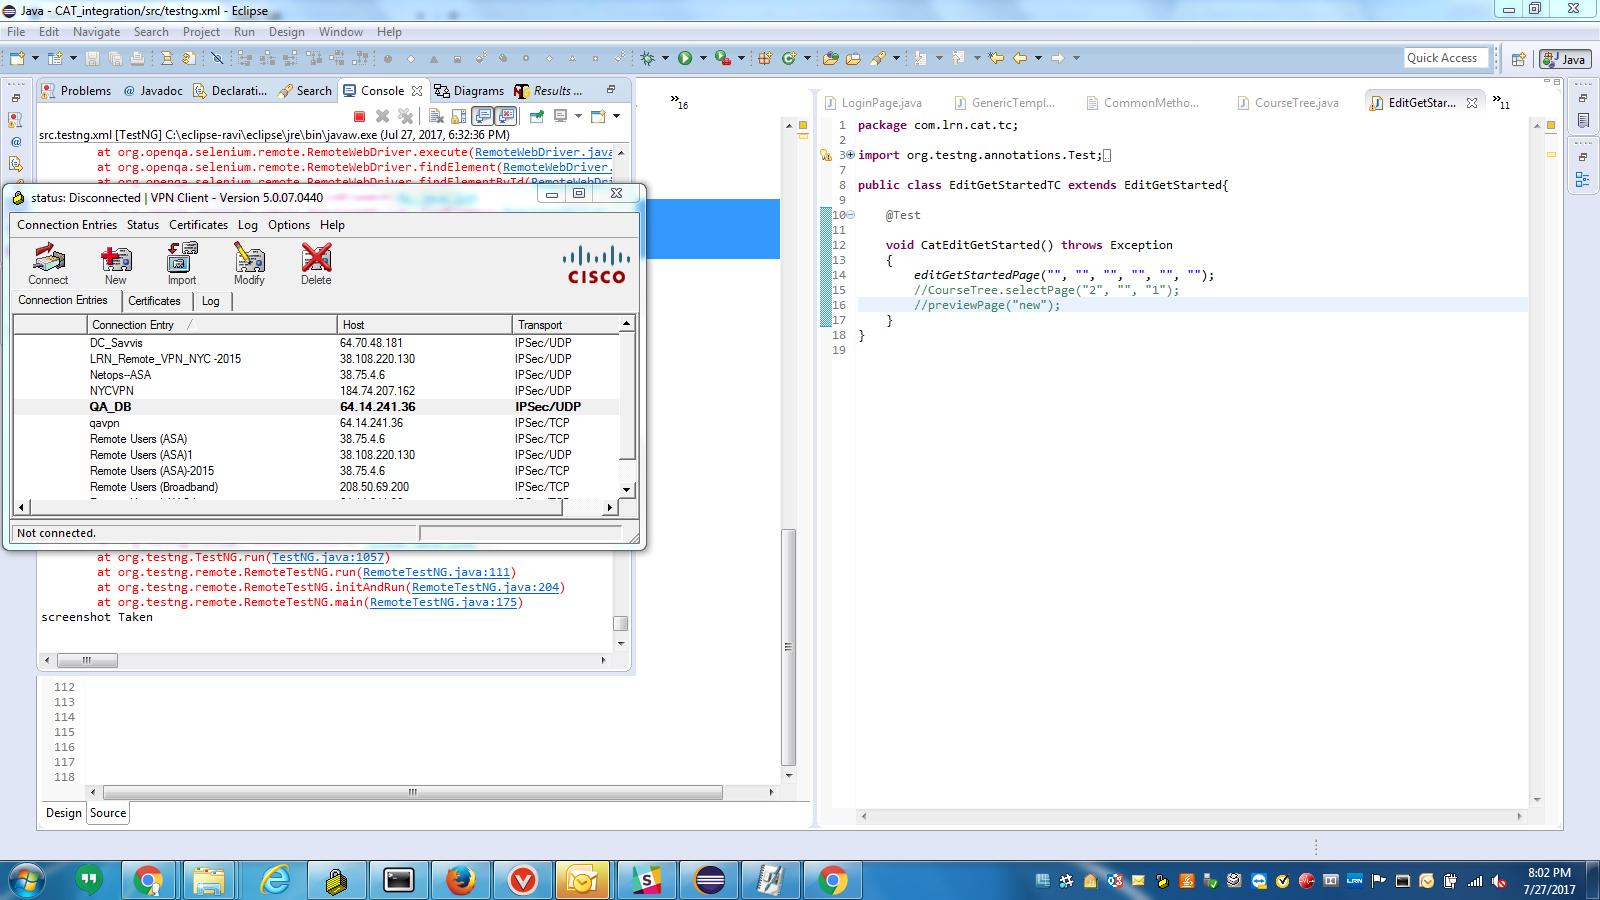 Java - CAT_integration/src/testng.xml - Eclipse
File Edit Navigate Search Project Run Design Window Help
Quick Access
Java
Problems @ Javadoc Declarati... Search Console Diagrams Results ...
src.testng.xml [TestNG] C:\eclipse-ravi\eclipse\jre\bin\javaw.exe (Jul 27, 2017, 6:32:36 PM)
at org.openqa.selenium.remote.RemoteWebDriver.execute(RemoteWebDriver.java
at org.openqa.selenium.remote.RemoteWebDriver.findElement(RemoteWebDriver.
at org.openqa.selenium.remote.RemoteWebDriver.findElementById(RemoteWebDri
status: Disconnected | VPN Client - Version 5.0.07.0440
Connection Entries Status Certificates Log Options Help
Connect New Import Modify Delete
CISCO
Connection Entries Certificates Log
Connection Entry Host Transport
DC_Savvis 64.70.48.181 IPSec/UDP
LRN_Remote_VPN_NYC -2015 38.108.220.130 IPSec/UDP
Netops--ASA 38.75.4.6 IPSec/UDP
NYCVPN 184.74.207.162 IPSec/UDP
QA_DB 64.14.241.36 IPSec/UDP
qavpn 64.14.241.36 IPSec/TCP
Remote Users (ASA) 38.75.4.6 IPSec/TCP
Remote Users (ASA)1 38.108.220.130 IPSec/UDP
Remote Users (ASA)-2015 38.75.4.6 IPSec/TCP
Remote Users (Broadband) 208.50.69.200 IPSec/TCP
Not connected.
at org.testng.TestNG.run(TestNG.java:1057)
at org.testng.remote.RemoteTestNG.run(RemoteTestNG.java:111)
at org.testng.remote.RemoteTestNG.initAndRun(RemoteTestNG.java:204)
at org.testng.remote.RemoteTestNG.main(RemoteTestNG.java:175)
screenshot Taken
112
113
114
115
116
117
118
Design Source
»16
LoginPage.java GenericTempl... CommonMetho... CourseTree.java EditGetStar... »11
1 package com.lrn.cat.tc;
2
3 import org.testng.annotations.Test;
7
8 public class EditGetStartedTC extends EditGetStarted{
9
10 @Test
11
12 void CatEditGetStarted() throws Exception
13 {
14 editGetStartedPage("", "", "", "", "", "");
15 //CourseTree.selectPage("2", "", "1");
16 //previewPage("new");
17 }
18 }
19
LRN
8:02 PM
7/27/2017